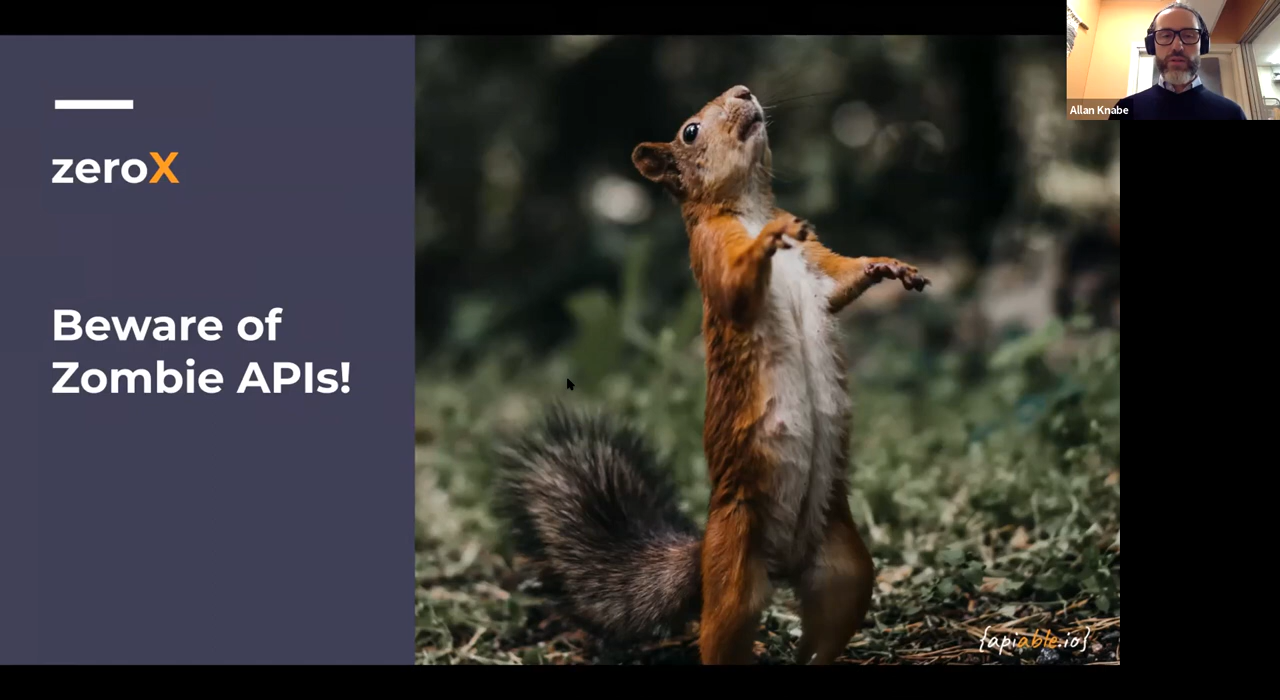 zeroX
Beware of
Zombie APIs!
{apiable.io}
Allan Knabe